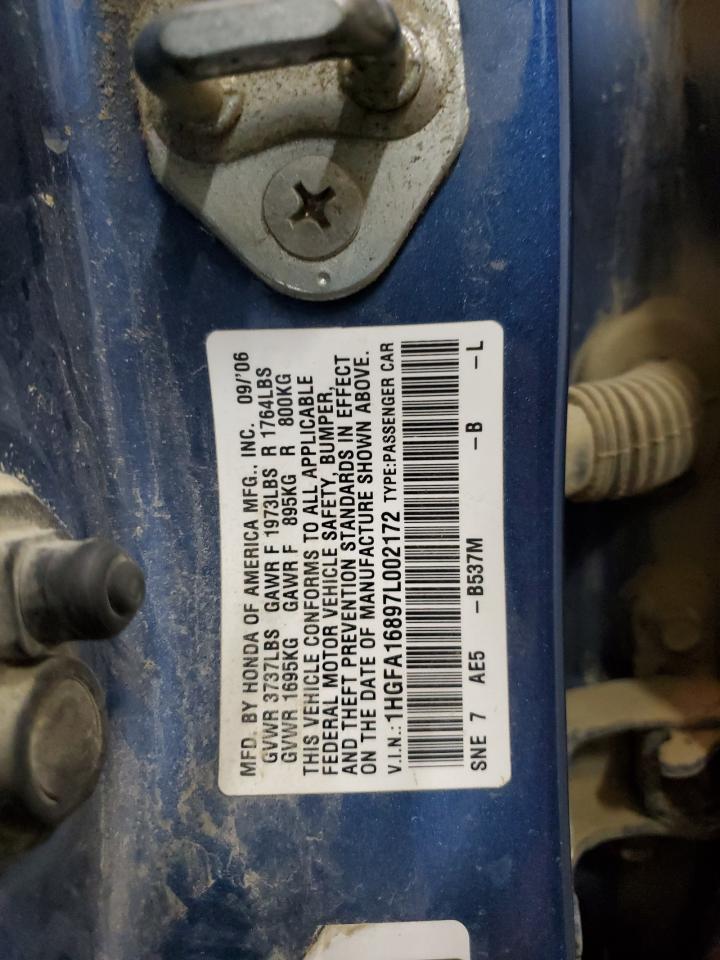 MFD. BY HONDA OF AMERICA MFG., INC. 09/'06
GVWR 3737LBS GAWR F 1973LBS R 1764LBS
GVWR 1695KG GAWR F 895KG R 800KG
THIS VEHICLE CONFORMS TO ALL APPLICABLE
FEDERAL MOTOR VEHICLE SAFETY, BUMPER,
AND THEFT PREVENTION STANDARDS IN EFFECT
ON THE DATE OF MANUFACTURE SHOWN ABOVE.
V.I.N.:1HGFA16897L002172 TYPE:PASSENGER CAR
SNE 7 AE5 -B537M -B -L